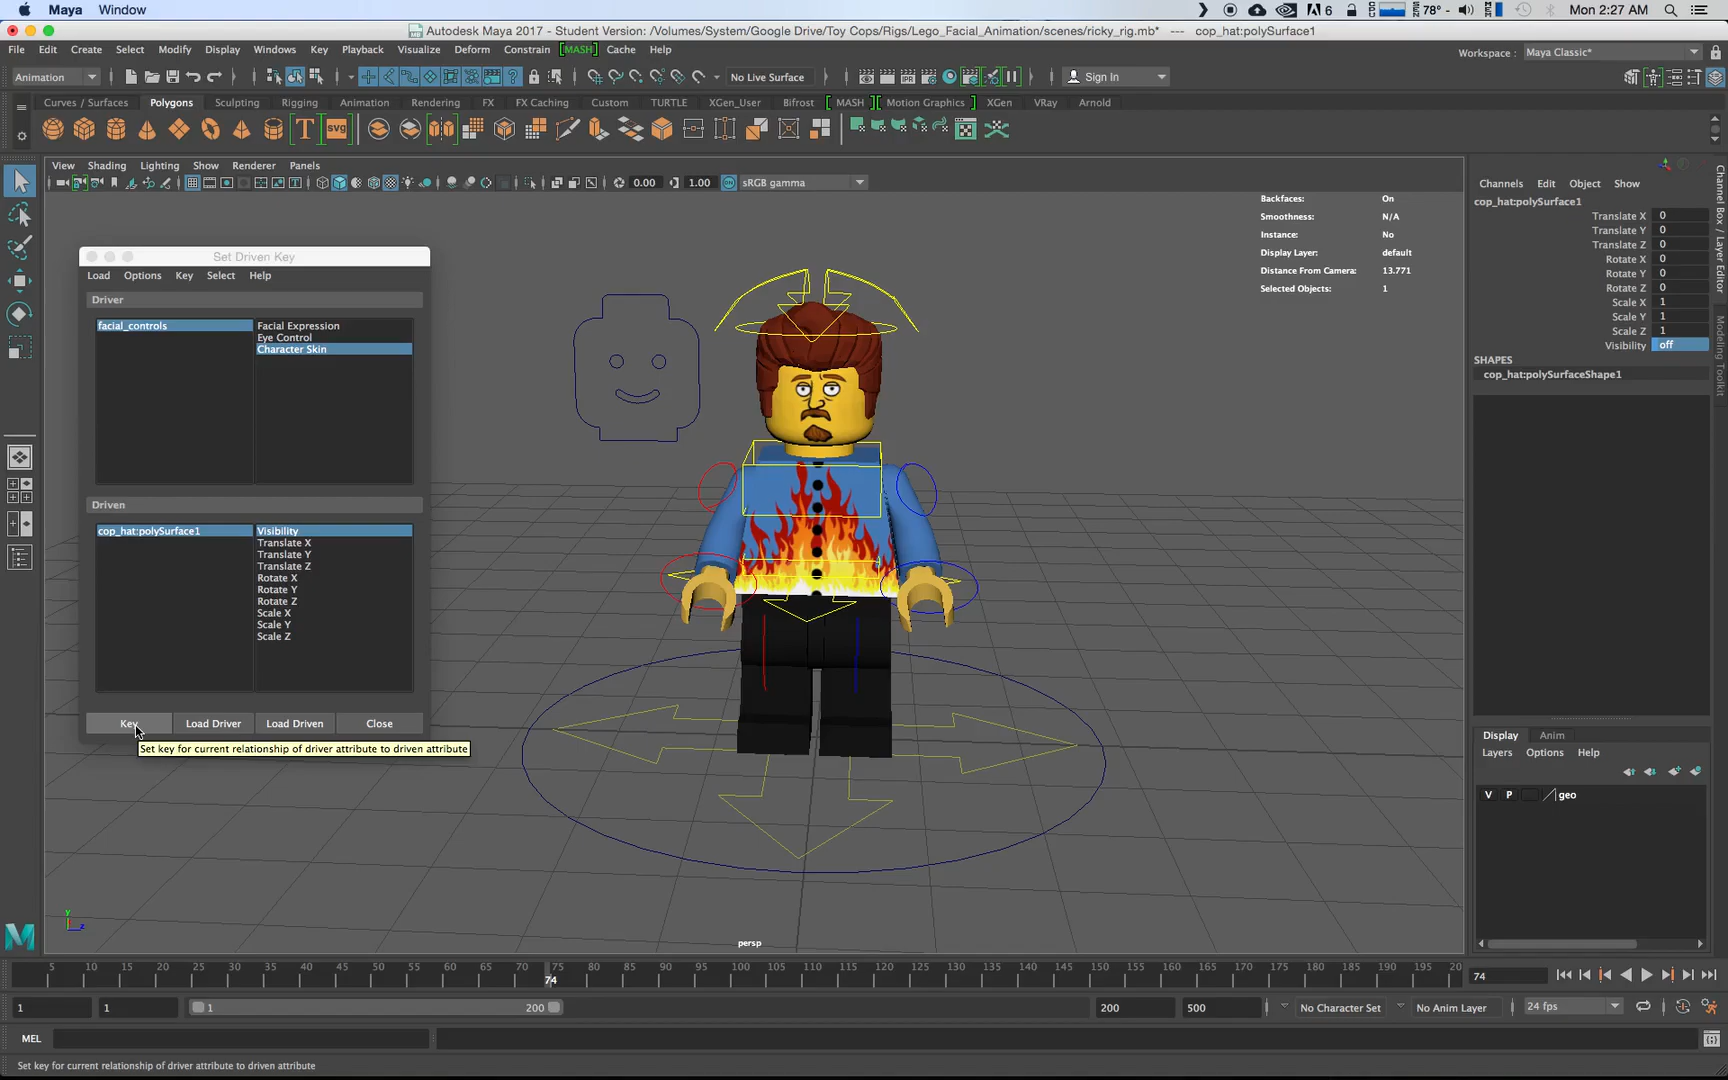 Maya Window
6 78° Mon 2:27 AM
Autodesk Maya 2017 - Student Version: /Volumes/System/Google Drive/Toy Cops/Rigs/Lego_Facial_Animation/scenes/ricky_rig.mb* --- cop_hat:polySurface1
File Edit Create Select Modify Display Windows Key Playback Visualize Deform Constrain MASH Cache Help
Workspace : Maya Classic*
Animation No Live Surface Sign In
Curves / Surfaces Polygons Sculpting Rigging Animation Rendering FX FX Caching Custom TURTLE XGen_User Bifrost MASH Motion Graphics XGen VRay Arnold
T svg
View Shading Lighting Show Renderer Panels
0.00 1.00 sRGB gamma
Backfaces: On
Smoothness: N/A
Instance: No
Display Layer: default
Distance From Camera: 13.771
Selected Objects: 1
Set Driven Key
Load Options Key Select Help
Driver
facial_controls
Facial Expression
Eye Control
Character Skin
Driven
cop_hat:polySurface1
Visibility
Translate X
Translate Y
Translate Z
Rotate X
Rotate Y
Rotate Z
Scale X
Scale Y
Scale Z
Key Load Driver Load Driven Close
Set key for current relationship of driver attribute to driven attribute
persp
Channels Edit Object Show
cop_hat:polySurface1
Translate X 0
Translate Y 0
Translate Z 0
Rotate X 0
Rotate Y 0
Rotate Z 0
Scale X 1
Scale Y 1
Scale Z 1
Visibility off
SHAPES
cop_hat:polySurfaceShape1
Channel Box / Layer Editor
Modeling Toolkit
Display Anim
Layers Options Help
V P geo
5 10 15 20 25 30 35 40 45 50 55 60 65 70 75 80 85 90 95 100 105 110 115 120 125 130 135 140 145 150 155 160 165 170 175 180 185 190 195 20
74
74
1 1 1 200 200 500 No Character Set No Anim Layer 24 fps
MEL
Set key for current relationship of driver attribute to driven attribute